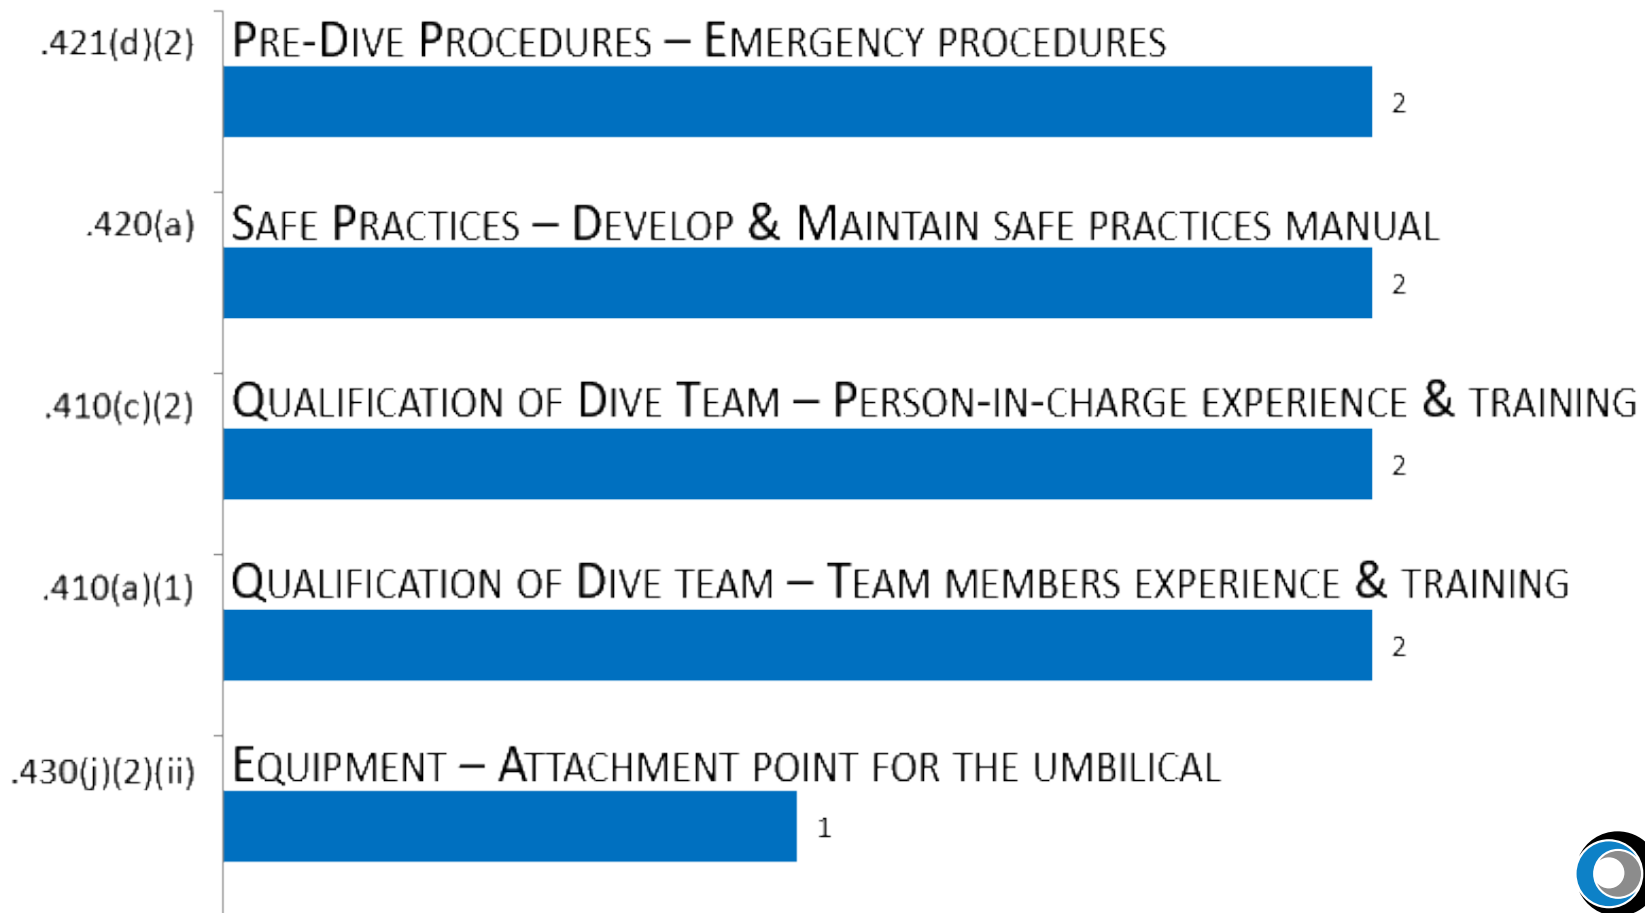 .421(d)(2) PRE-DIVE PROCEDURES – EMERGENCY PROCEDURES
2
.420(a) SAFE PRACTICES – DEVELOP & MAINTAIN SAFE PRACTICES MANUAL
2
.410(c)(2) QUALIFICATION OF DIVE TEAM – PERSON-IN-CHARGE EXPERIENCE & TRAINING
2
.410(a)(1) QUALIFICATION OF DIVE TEAM – TEAM MEMBERS EXPERIENCE & TRAINING
2
.430(j)(2)(ii) EQUIPMENT – ATTACHMENT POINT FOR THE UMBILICAL
1